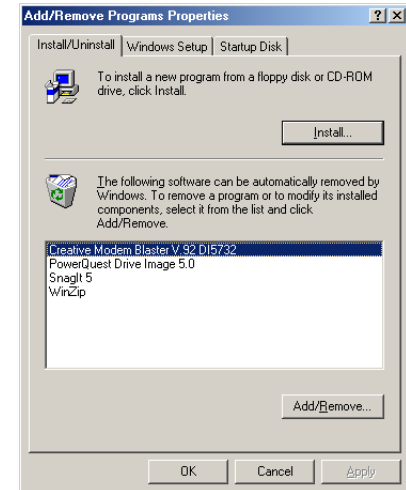 Add/Remove Programs Properties
Install/Uninstall Windows Setup Startup Disk
To install a new program from a floppy disk or CD-ROM
drive, click Install.
Install...
The following software can be automatically removed by
Windows. To remove a program or to modify its installed
components, select it from the list and click
Add/Remove.
Creative Modem Blaster V.92 DI5732
PowerQuest Drive Image 5.0
SnagIt 5
WinZip
Add/Remove...
OK Cancel Apply